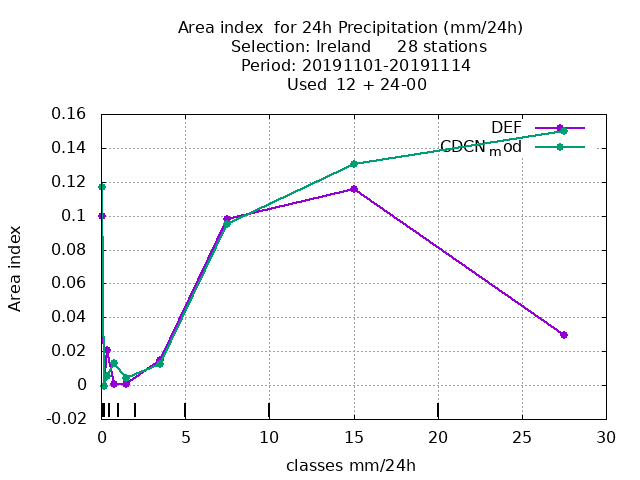 Area index  for 24h Precipitation (mm/24h)
Selection: Ireland     28 stations
Period: 20191101-20191114
Used  12 + 24-00
0.16
0.14
0.12
0.1
0.08
0.06
0.04
0.02
0
-0.02
Area index
DEF
CDCNmod
0 5 10 15 20 25 30
classes mm/24h